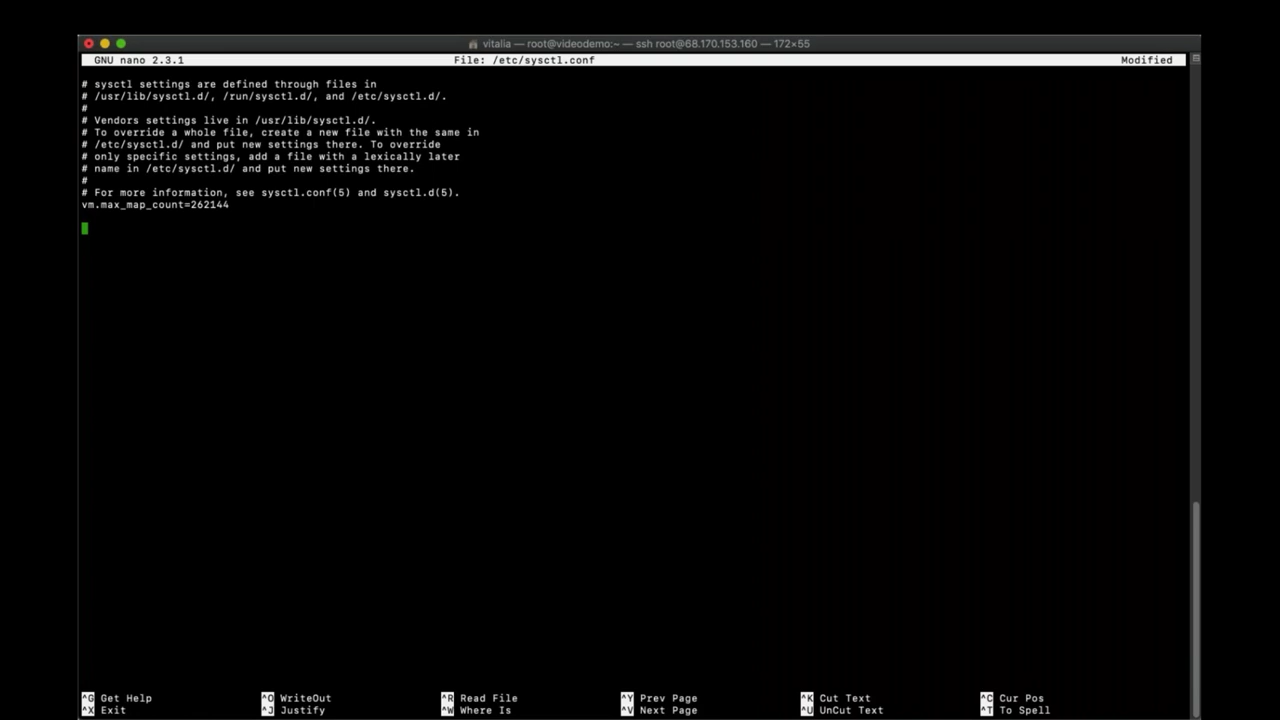 vitalia — root@videodemo:~ — ssh root@68.170.153.160 — 172×55
GNU nano 2.3.1 File: /etc/sysctl.conf Modified
# sysctl settings are defined through files in
# /usr/lib/sysctl.d/, /run/sysctl.d/, and /etc/sysctl.d/.
#
# Vendors settings live in /usr/lib/sysctl.d/.
# To override a whole file, create a new file with the same in
# /etc/sysctl.d/ and put new settings there. To override
# only specific settings, add a file with a lexically later
# name in /etc/sysctl.d/ and put new settings there.
#
# For more information, see sysctl.conf(5) and sysctl.d(5).
vm.max_map_count=262144
^G Get Help ^O WriteOut ^R Read File ^Y Prev Page ^K Cut Text ^C Cur Pos
^X Exit ^J Justify ^W Where Is ^V Next Page ^U UnCut Text ^T To Spell